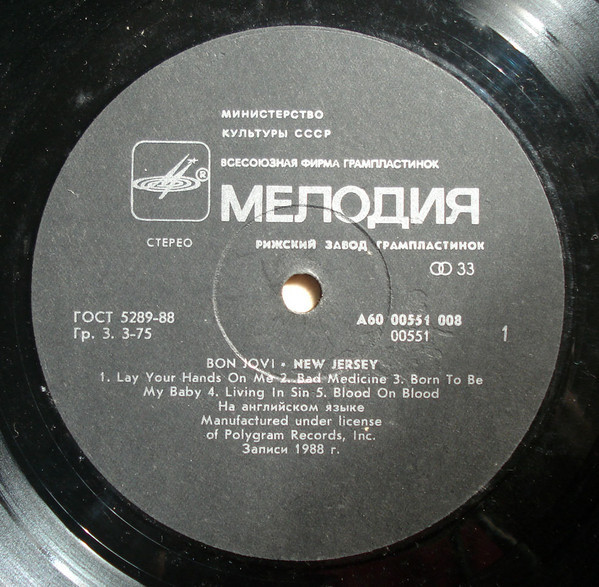 МИНИСТЕРСТВО
КУЛЬТУРЫ СССР
ВСЕСОЮЗНАЯ ФИРМА ГРАМПЛАСТИНОК
®
МЕЛОДИЯ
СТЕРЕО
РИЖСКИЙ ЗАВОД ГРАМПЛАСТИНОК
33
ГОСТ 5289-88
Гр. 3. 3-75
А60 00551 008
00551
1
BON JOVI • NEW JERSEY
1. Lay Your Hands On Me 2. Bad Medicine 3. Born To Be
My Baby 4. Living In Sin 5. Blood On Blood
На английском языке
Manufactured under license
of Polygram Records, Inc.
Записи 1988 г.